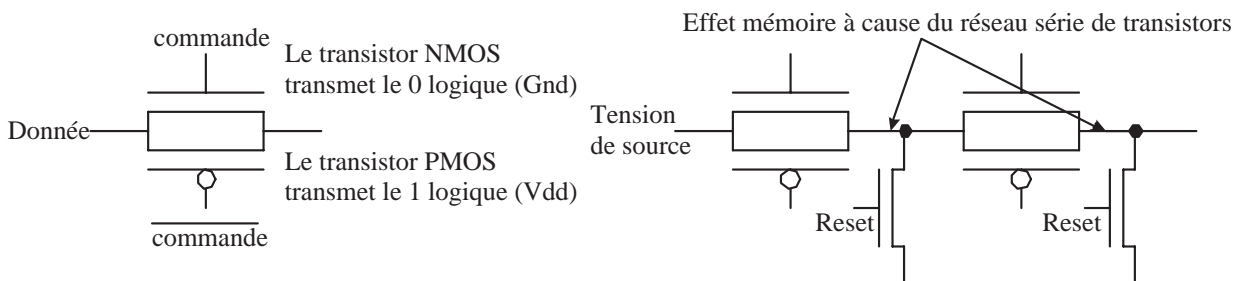 commande
Le transistor NMOS
transmet le 0 logique (Gnd)
Donnée
Le transistor PMOS
transmet le 1 logique (Vdd)
commande
Effet mémoire à cause du réseau série de transistors
Tension
de source
Reset
Reset